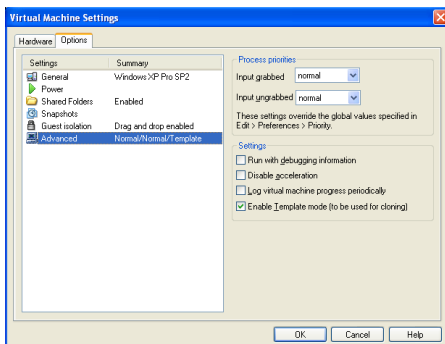 Virtual Machine Settings
Hardware Options
Settings Summary
General Windows XP Pro SP2
Power
Shared Folders Enabled
Snapshots
Guest isolation Drag and drop enabled
Advanced Normal/Normal/Template
Process priorities
Input grabbed normal
Input ungrabbed normal
These settings override the global values specified in
Edit > Preferences > Priority.
Settings
Run with debugging information
Disable acceleration
Log virtual machine progress periodically
Enable Template mode (to be used for cloning)
OK Cancel Help